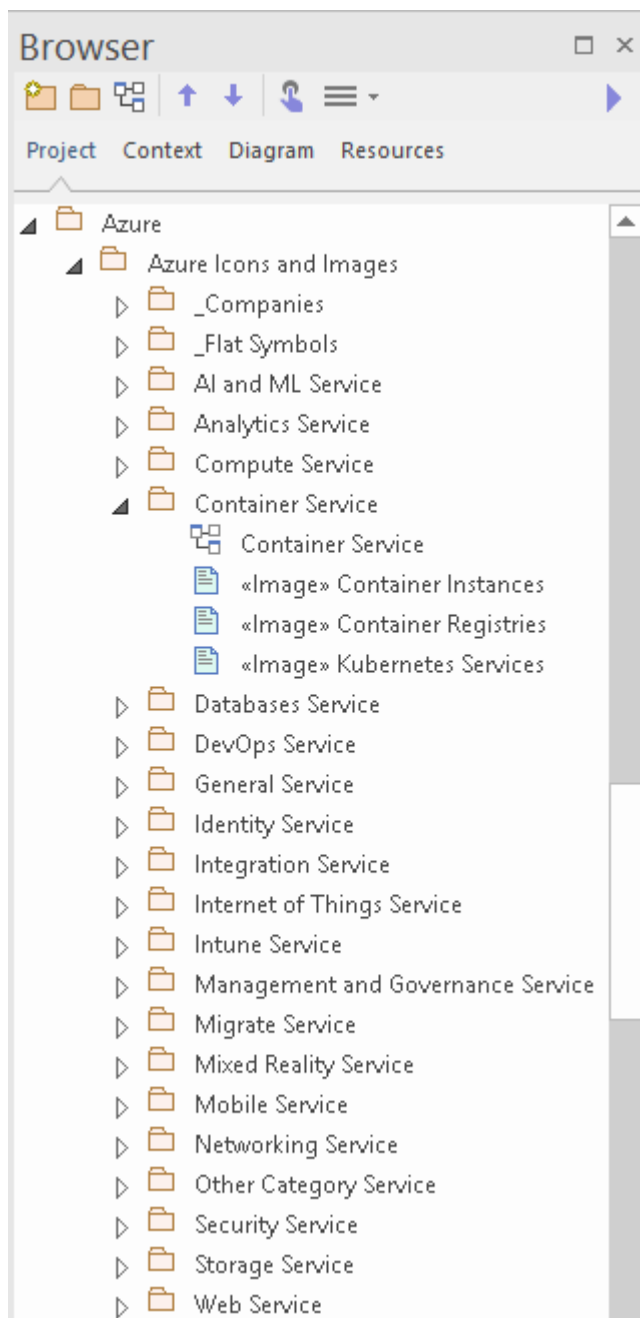 Browser
Project Context Diagram Resources
Azure
Azure Icons and Images
_Companies
_Flat Symbols
AI and ML Service
Analytics Service
Compute Service
Container Service
Container Service
«Image» Container Instances
«Image» Container Registries
«Image» Kubernetes Services
Databases Service
DevOps Service
General Service
Identity Service
Integration Service
Internet of Things Service
Intune Service
Management and Governance Service
Migrate Service
Mixed Reality Service
Mobile Service
Networking Service
Other Category Service
Security Service
Storage Service
Web Service